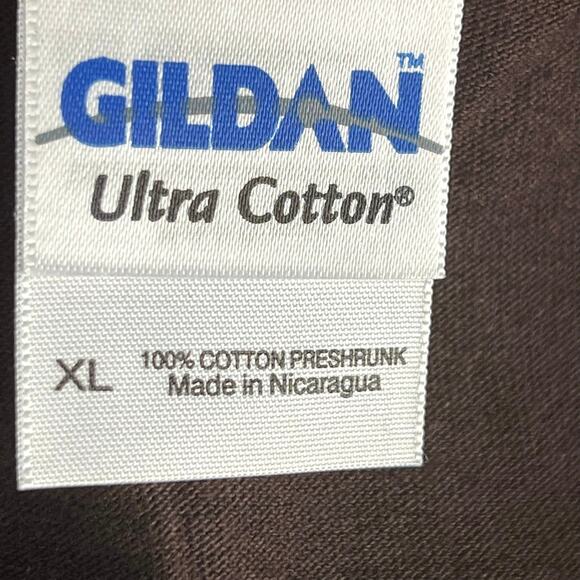 GILDAN™
Ultra Cotton®
XL
100% COTTON PRESHRUNK
Made in Nicaragua